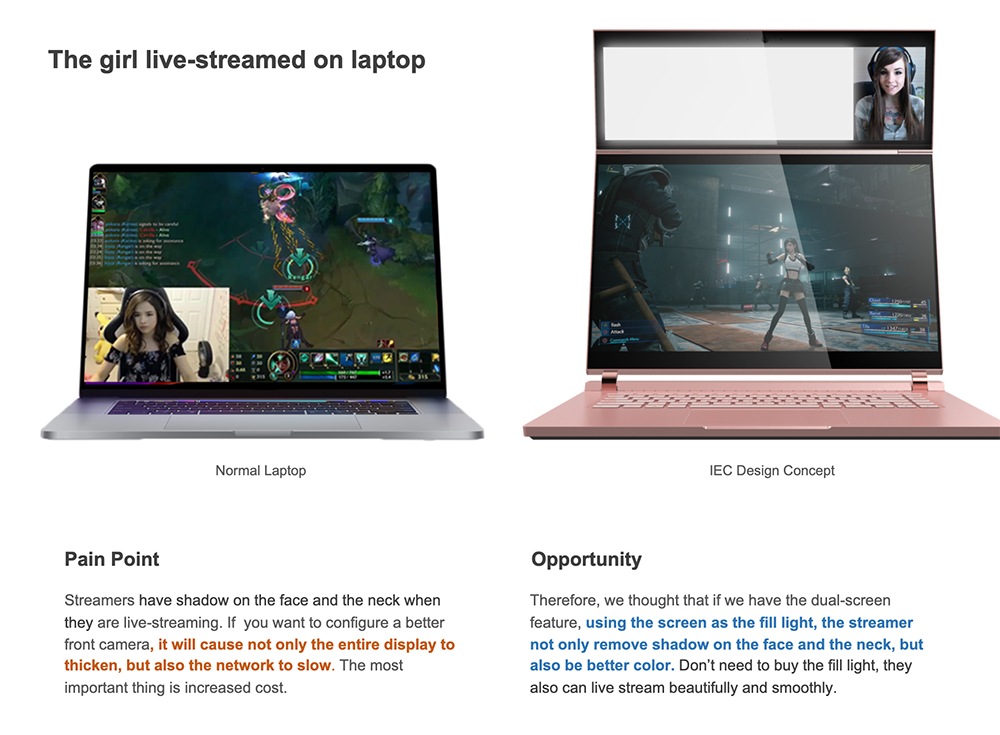 The girl live-streamed on laptop
Normal Laptop
IEC Design Concept
Pain Point
Streamers have shadow on the face and the neck when
they are live-streaming. If  you want to configure a better
front camera, it will cause not only the entire display to
thicken, but also the network to slow. The most
important thing is increased cost.
Opportunity
Therefore, we thought that if we have the dual-screen
feature, using the screen as the fill light, the streamer
not only remove shadow on the face and the neck, but
also be better color. Don’t need to buy the fill light, they
also can live stream beautifully and smoothly.